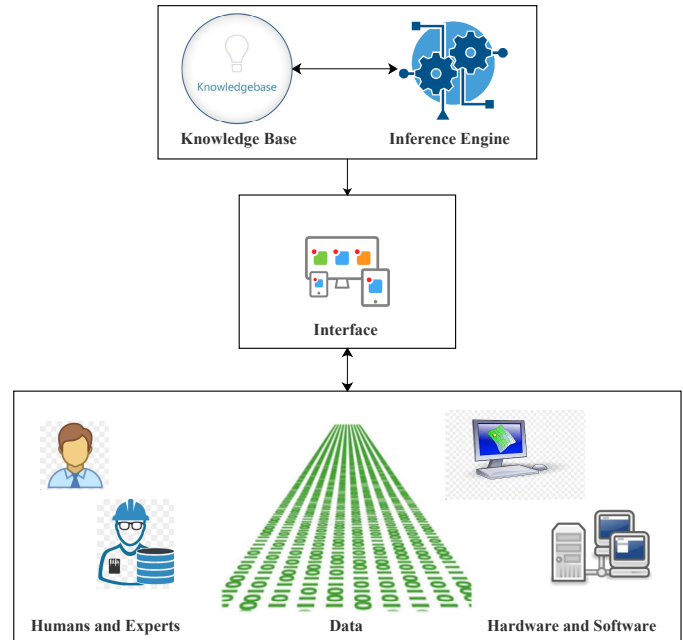 Knowledgebase
Knowledge Base
Inference Engine
Interface
Humans and Experts
Data
Hardware and Software